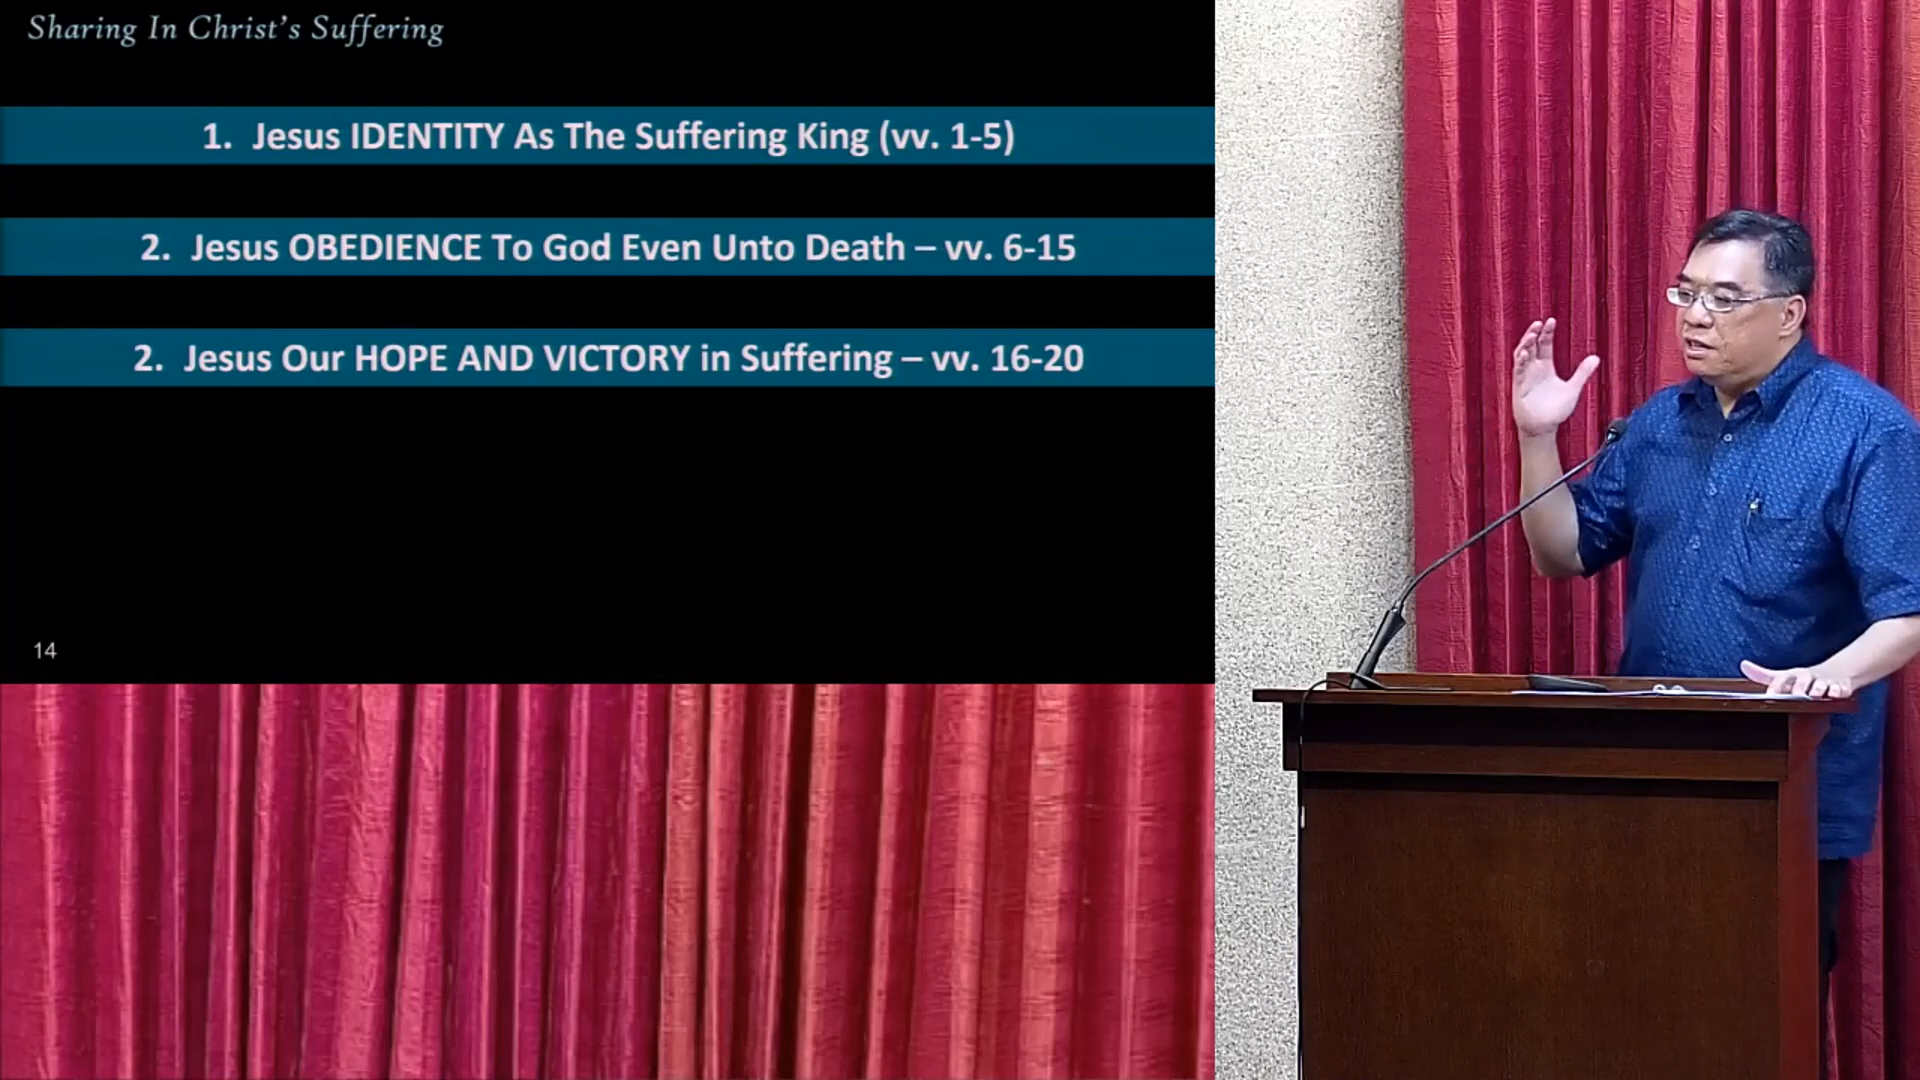 Sharing In Christ's Suffering
1. Jesus IDENTITY As The Suffering King (vv. 1-5)
2. Jesus OBEDIENCE To God Even Unto Death – vv. 6-15
2. Jesus Our HOPE AND VICTORY in Suffering – vv. 16-20
14